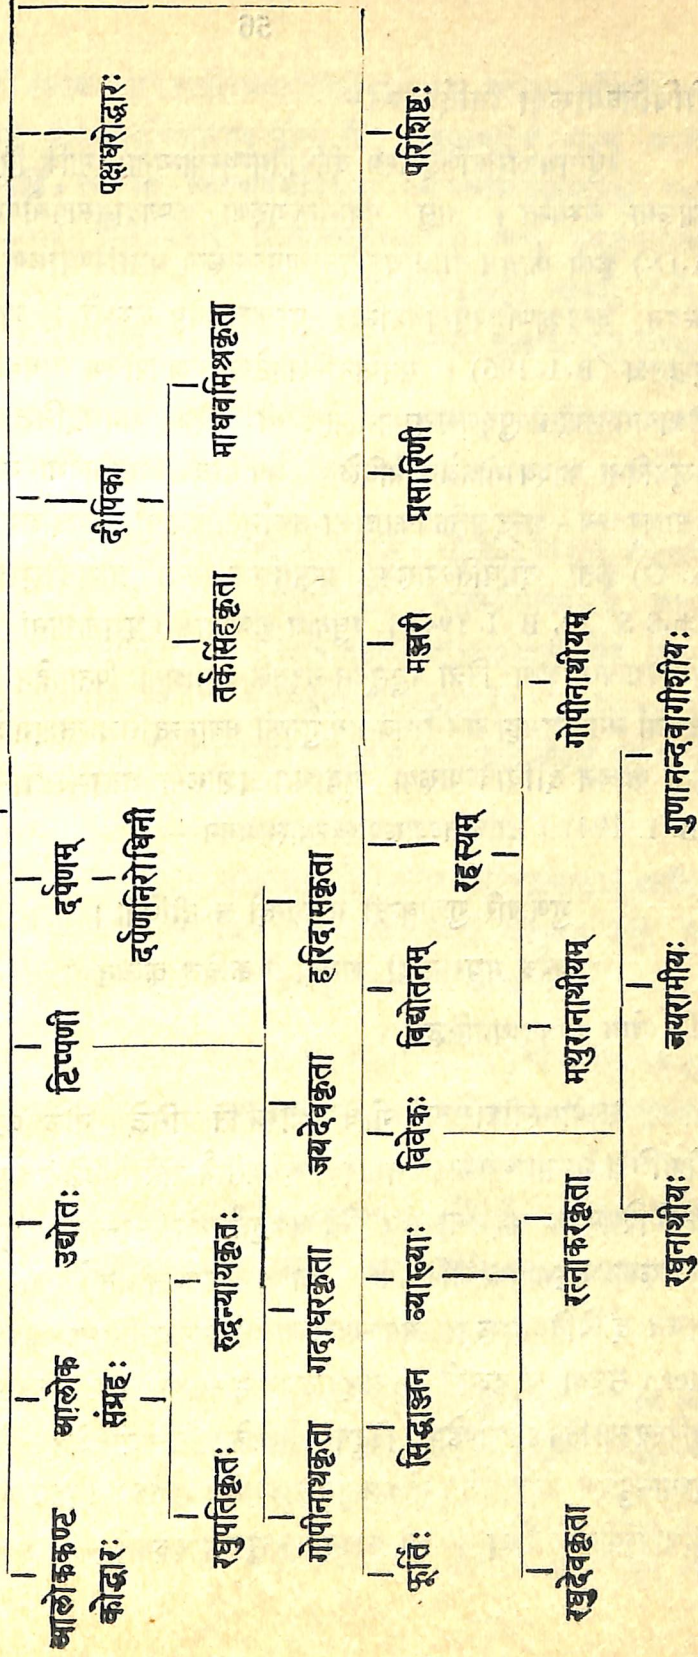 आलोककण्ट आलोक उद्योतः टिप्पणी दर्पणम् दीपिका पक्षधरोद्धारः
कोद्धारः संग्रहः दर्पणनिरोधिनी
रघुपतिकृतः रुद्रन्यायकृतः तर्कसिंहकृता माधवमिश्रकृता
गोपीनाथकृता गदाधरकृता जयदेवकृता हरिदासकृता
फूर्तिः सिद्धाञ्जन व्याख्याः विवेकः विद्योतनम् रहस्यम् मञ्जरी प्रसारिणी परिशिष्टः
रघुदेवकृता रत्नाकरकृता मथुरानाथीयम् गोपीनाथीयम्
रघुनाथीयः जयरामीयः गुणानन्दवागीशीयः